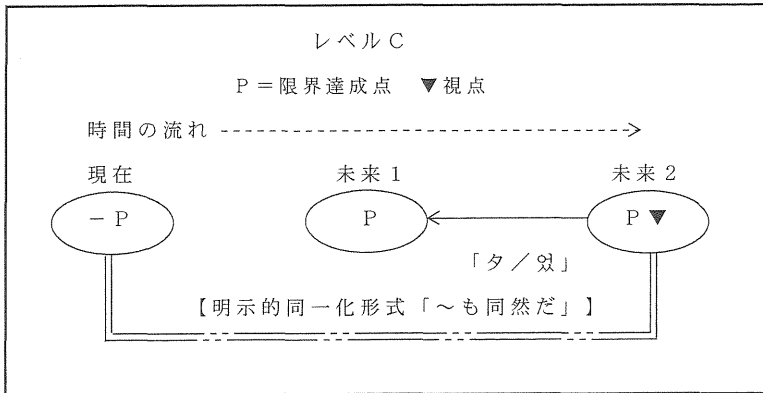 レベルC
P=限界達成点 ▼視点
時間の流れ
現在 未来1 未来2
-P P P▼
「タ/았」
【明示的同一化形式「~も同然だ」】